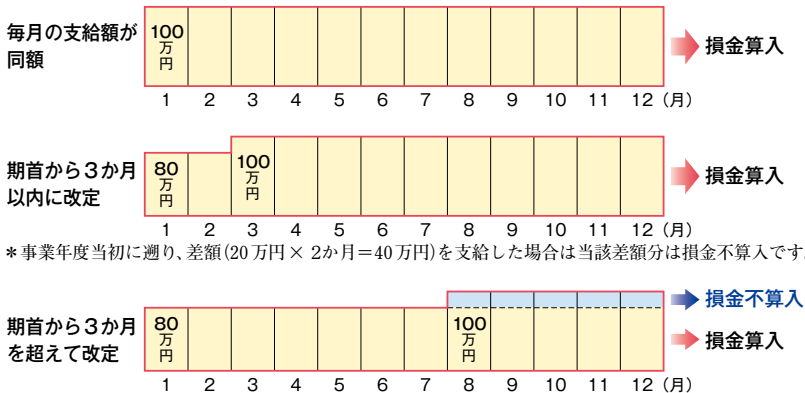 毎月の支給額が
同額
100
万
円
損金算入
1 2 3 4 5 6 7 8 9 10 11 12 (月)
期首から3か月
以内に改定
80
万
円
100
万
円
損金算入
1 2 3 4 5 6 7 8 9 10 11 12 (月)
*事業年度当初に遡り、差額(20万円×2か月=40万円)を支給した場合は当該差額分は損金不算入です
期首から3か月
を超えて改定
80
万
円
100
万
円
損金不算入
損金算入
1 2 3 4 5 6 7 8 9 10 11 12 (月)